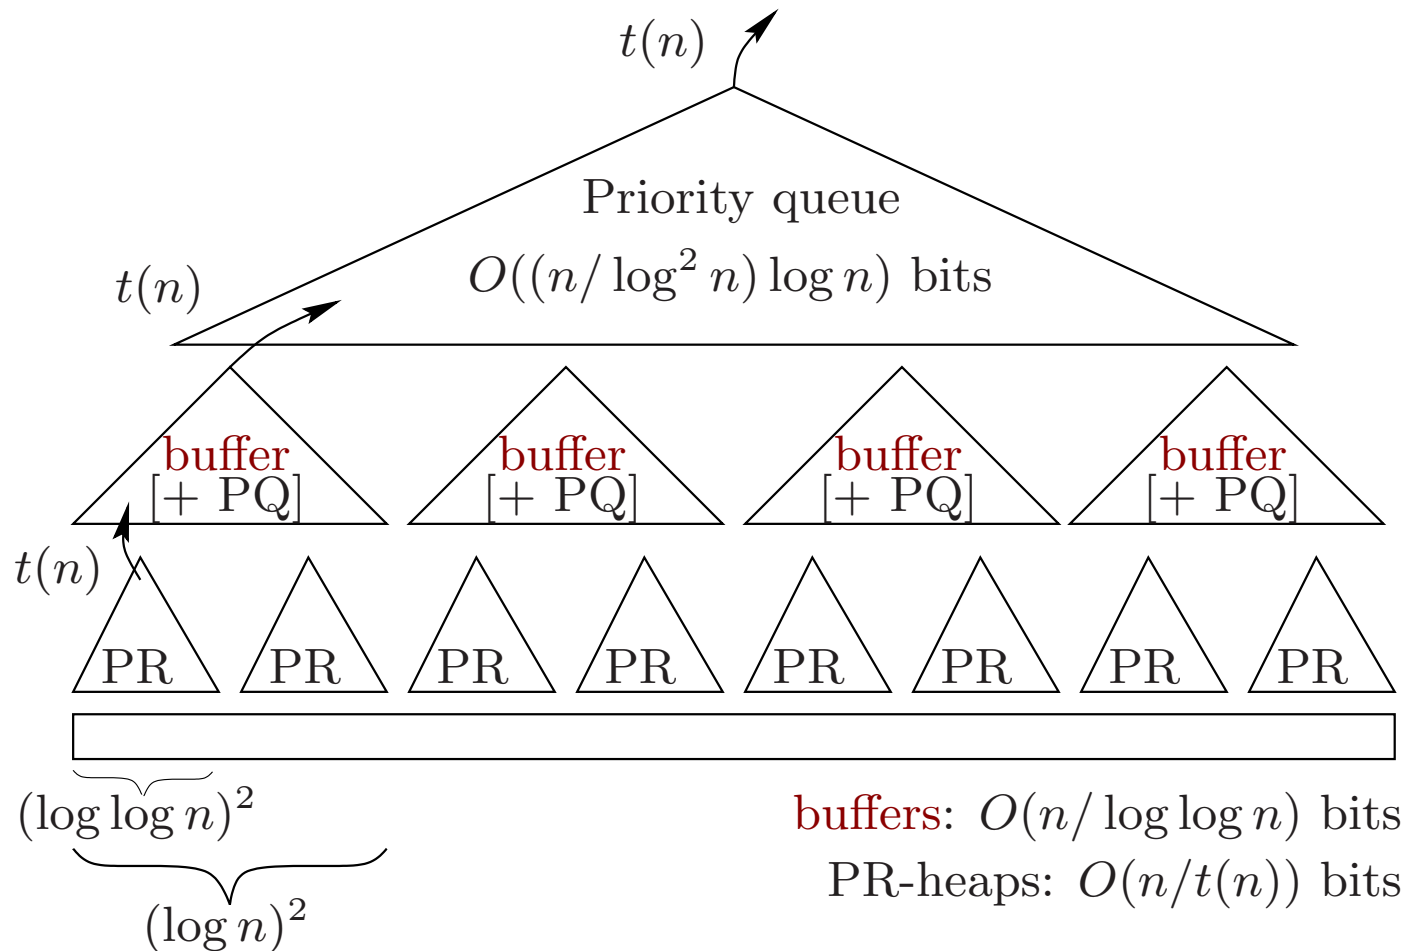 t(n)
Priority queue
O((n/ log² n) log n) bits
t(n)
buffer
[+ PQ]
buffer
[+ PQ]
buffer
[+ PQ]
buffer
[+ PQ]
t(n)
PR
PR
PR
PR
PR
PR
PR
PR
(log log n)²
(log n)²
buffers: O(n/ log log n) bits
PR-heaps: O(n/t(n)) bits